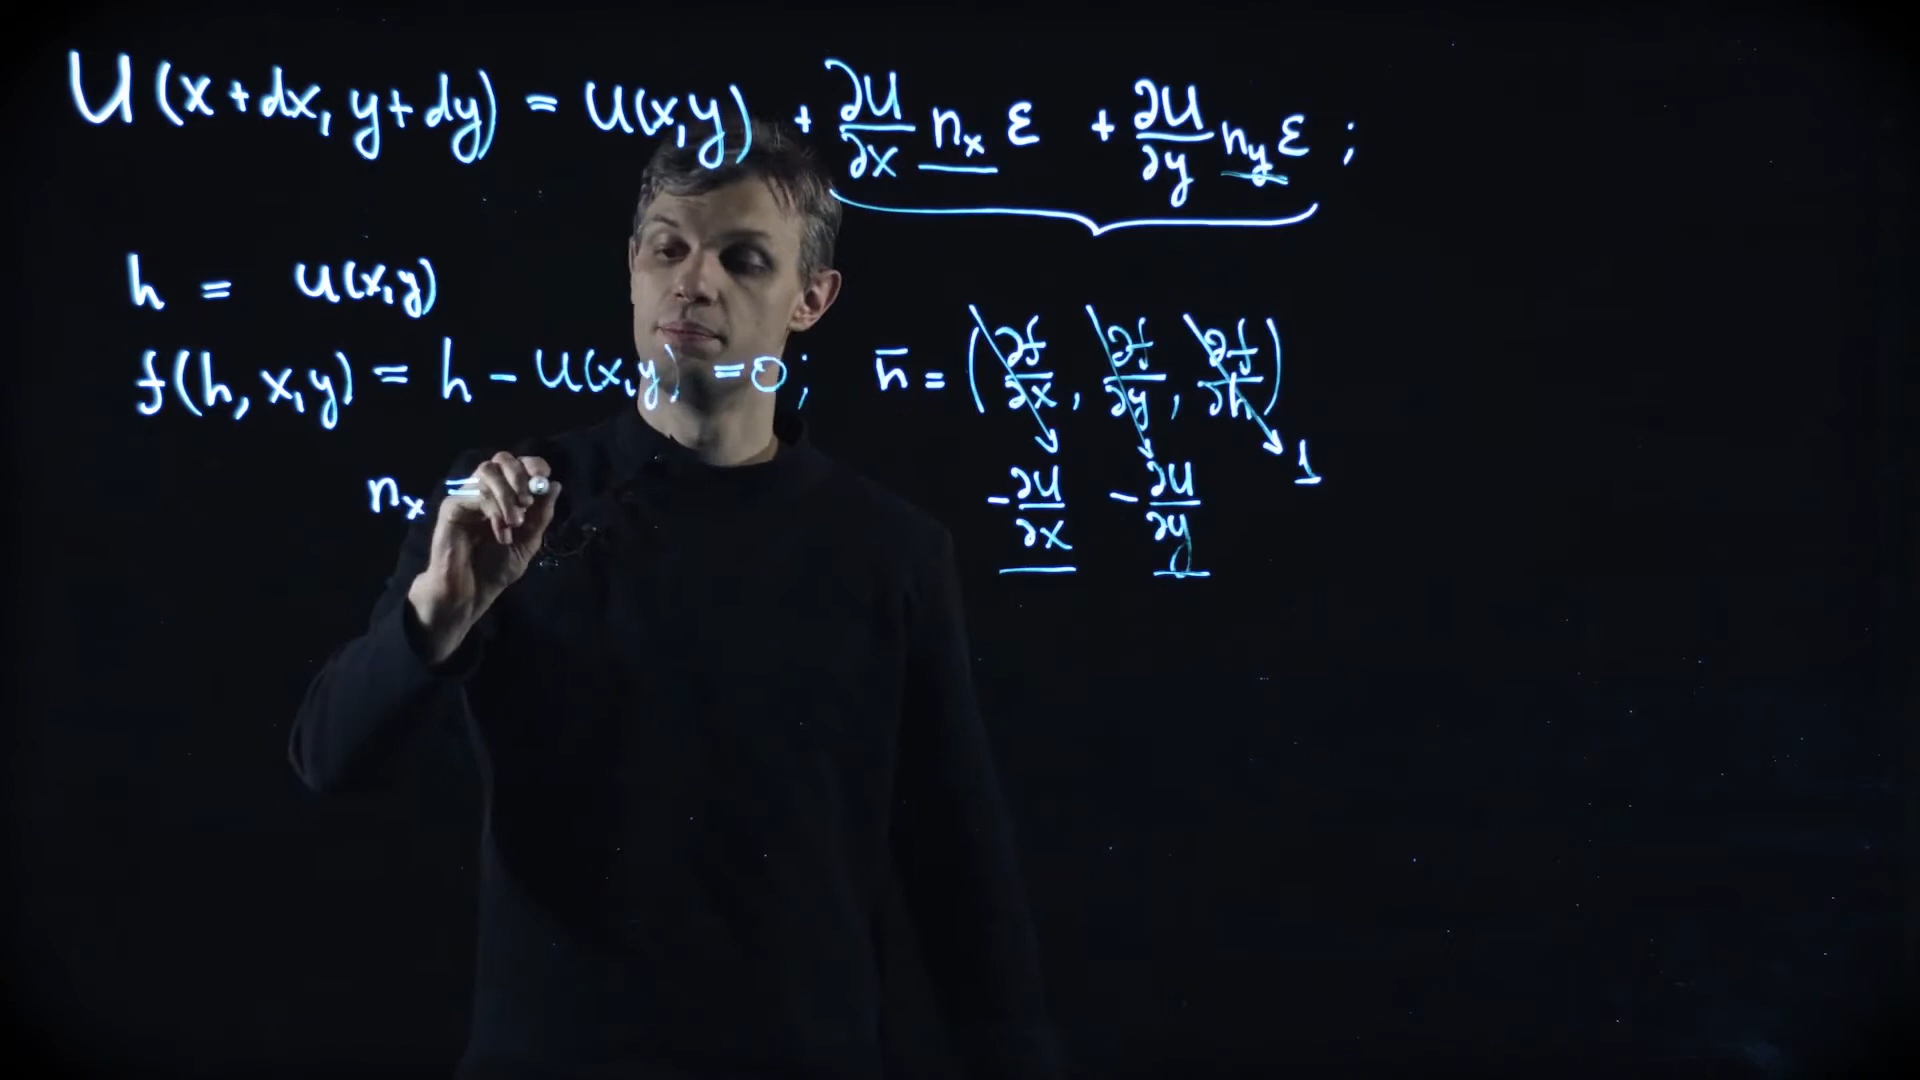 U(x+dx, y+dy) = U(x,y) + ∂U/∂x n_x ε + ∂U/∂y n_y ε ;
h = U(x,y)
f(h, x, y) = h - U(x,y) = 0; n̄ = (∂f/∂x, ∂f/∂y, ∂f/∂h)
n_x = -∂U/∂x -∂U/∂y 1